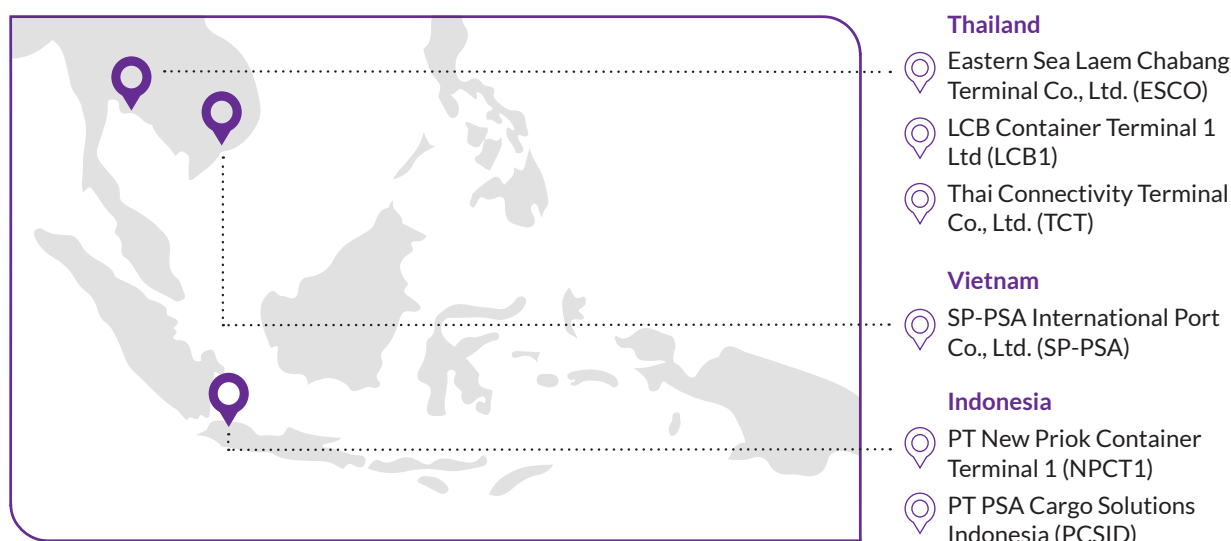 Thailand
Eastern Sea Laem Chabang
Terminal Co., Ltd. (ESCO)
LCB Container Terminal 1
Ltd (LCB1)
Thai Connectivity Terminal
Co., Ltd. (TCT)
Vietnam
SP-PSA International Port
Co., Ltd. (SP-PSA)
Indonesia
PT New Priok Container
Terminal 1 (NPCT1)
PT PSA Cargo Solutions
Indonesia (PCSID)